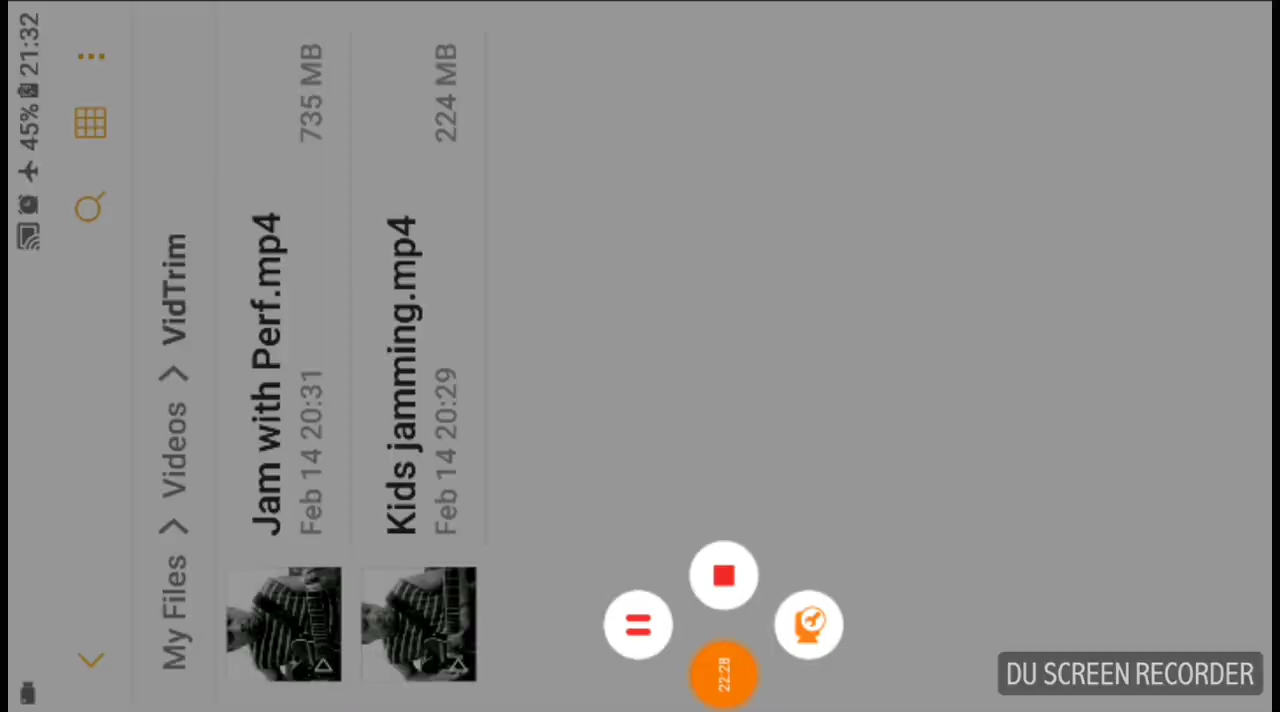 45% 21:32
My Files > Videos > VidTrim
Jam with Perf.mp4
Feb 14 20:31 735 MB
Kids jamming.mp4
Feb 14 20:29 224 MB
22:28
DU SCREEN RECORDER